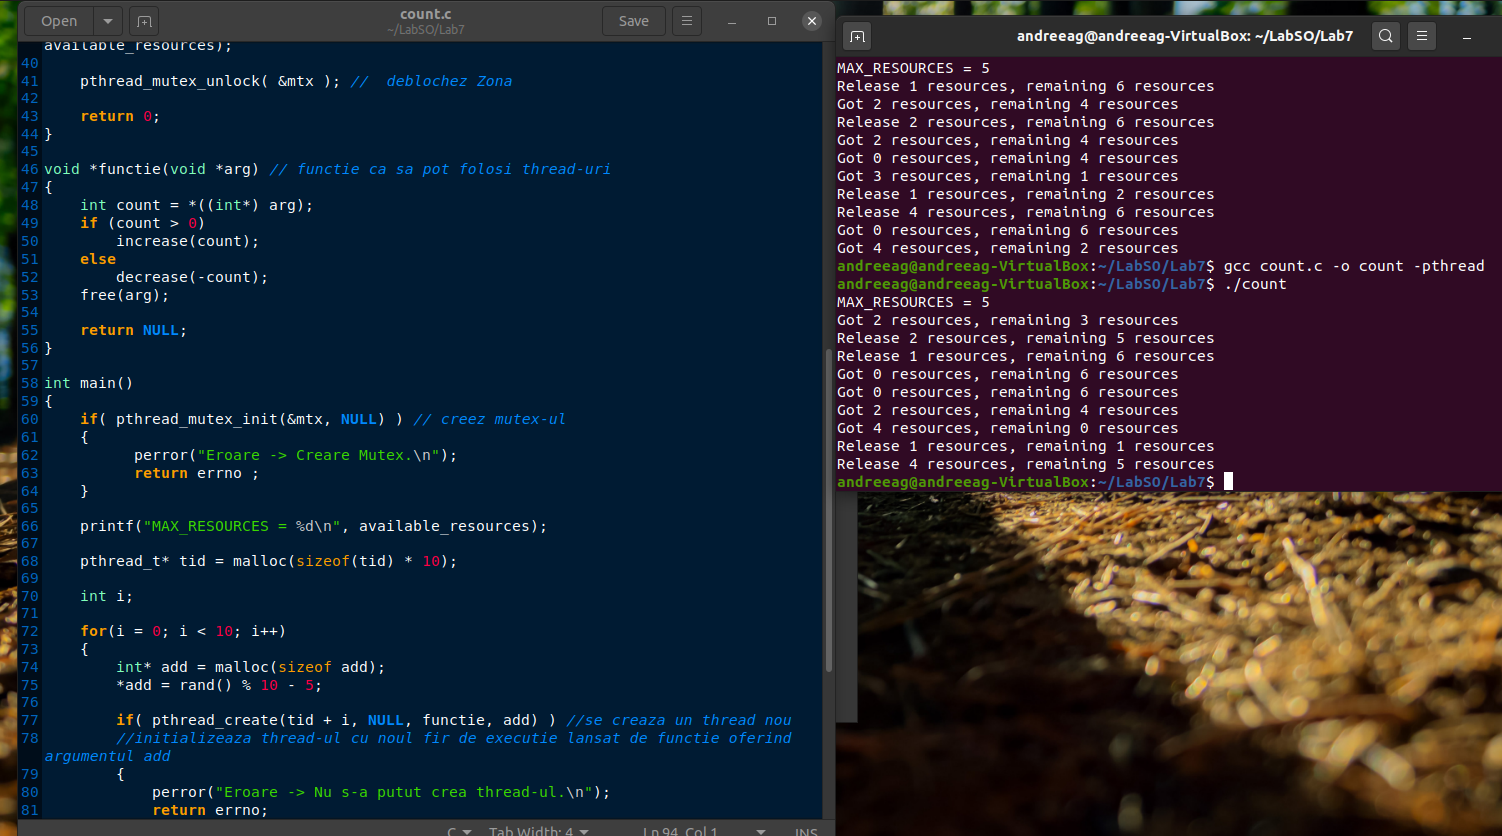 Open
count.c
~/LabSO/Lab7
Save
available_resources);
40
41 pthread_mutex_unlock( &mtx ); //  deblochez Zona
42
43 return 0;
44 }
45
46 void *functie(void *arg) // functie ca sa pot folosi thread-uri
47 {
48 int count = *((int*) arg);
49 if (count > 0)
50 increase(count);
51 else
52 decrease(-count);
53 free(arg);
54
55 return NULL;
56 }
57
58 int main()
59 {
60 if( pthread_mutex_init(&mtx, NULL) ) // creez mutex-ul
61 {
62 perror("Eroare -> Creare Mutex.\n");
63 return errno ;
64 }
65
66 printf("MAX_RESOURCES = %d\n", available_resources);
67
68 pthread_t* tid = malloc(sizeof(tid) * 10);
69
70 int i;
71
72 for(i = 0; i < 10; i++)
73 {
74 int* add = malloc(sizeof add);
75 *add = rand() % 10 - 5;
76
77 if( pthread_create(tid + i, NULL, functie, add) ) //se creaza un thread nou
78 //initializeaza thread-ul cu noul fir de executie lansat de functie oferind
argumentul add
79 {
80 perror("Eroare -> Nu s-a putut crea thread-ul.\n");
81 return errno;
C Tab Width: 4 Ln 94, Col 1 INS
andreeag@andreeag-VirtualBox: ~/LabSO/Lab7
MAX_RESOURCES = 5
Release 1 resources, remaining 6 resources
Got 2 resources, remaining 4 resources
Release 2 resources, remaining 6 resources
Got 2 resources, remaining 4 resources
Got 0 resources, remaining 4 resources
Got 3 resources, remaining 1 resources
Release 1 resources, remaining 2 resources
Release 4 resources, remaining 6 resources
Got 0 resources, remaining 6 resources
Got 4 resources, remaining 2 resources
andreeag@andreeag-VirtualBox:~/LabSO/Lab7$ gcc count.c -o count -pthread
andreeag@andreeag-VirtualBox:~/LabSO/Lab7$ ./count
MAX_RESOURCES = 5
Got 2 resources, remaining 3 resources
Release 2 resources, remaining 5 resources
Release 1 resources, remaining 6 resources
Got 0 resources, remaining 6 resources
Got 0 resources, remaining 6 resources
Got 2 resources, remaining 4 resources
Got 4 resources, remaining 0 resources
Release 1 resources, remaining 1 resources
Release 4 resources, remaining 5 resources
andreeag@andreeag-VirtualBox:~/LabSO/Lab7$